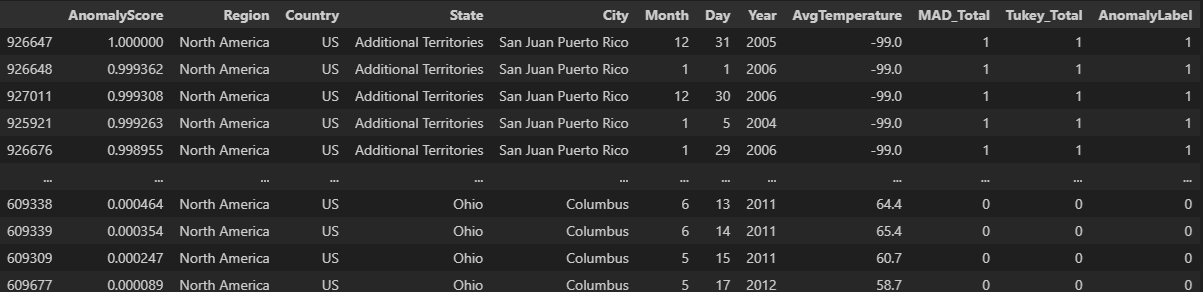 AnomalyScore Region Country State City Month Day Year AvgTemperature MAD_Total Tukey_Total AnomalyLabel
926647 1.000000 North America US Additional Territories San Juan Puerto Rico 12 31 2005 -99.0 1 1 1
926648 0.999362 North America US Additional Territories San Juan Puerto Rico 1 1 2006 -99.0 1 1 1
927011 0.999308 North America US Additional Territories San Juan Puerto Rico 12 30 2006 -99.0 1 1 1
925921 0.999263 North America US Additional Territories San Juan Puerto Rico 1 5 2004 -99.0 1 1 1
926676 0.998955 North America US Additional Territories San Juan Puerto Rico 1 29 2006 -99.0 1 1 1
... ... ... ... ... ... ... ... ... ... ... ... ...
609338 0.000464 North America US Ohio Columbus 6 13 2011 64.4 0 0 0
609339 0.000354 North America US Ohio Columbus 6 14 2011 65.4 0 0 0
609309 0.000247 North America US Ohio Columbus 5 15 2011 60.7 0 0 0
609677 0.000089 North America US Ohio Columbus 5 17 2012 58.7 0 0 0